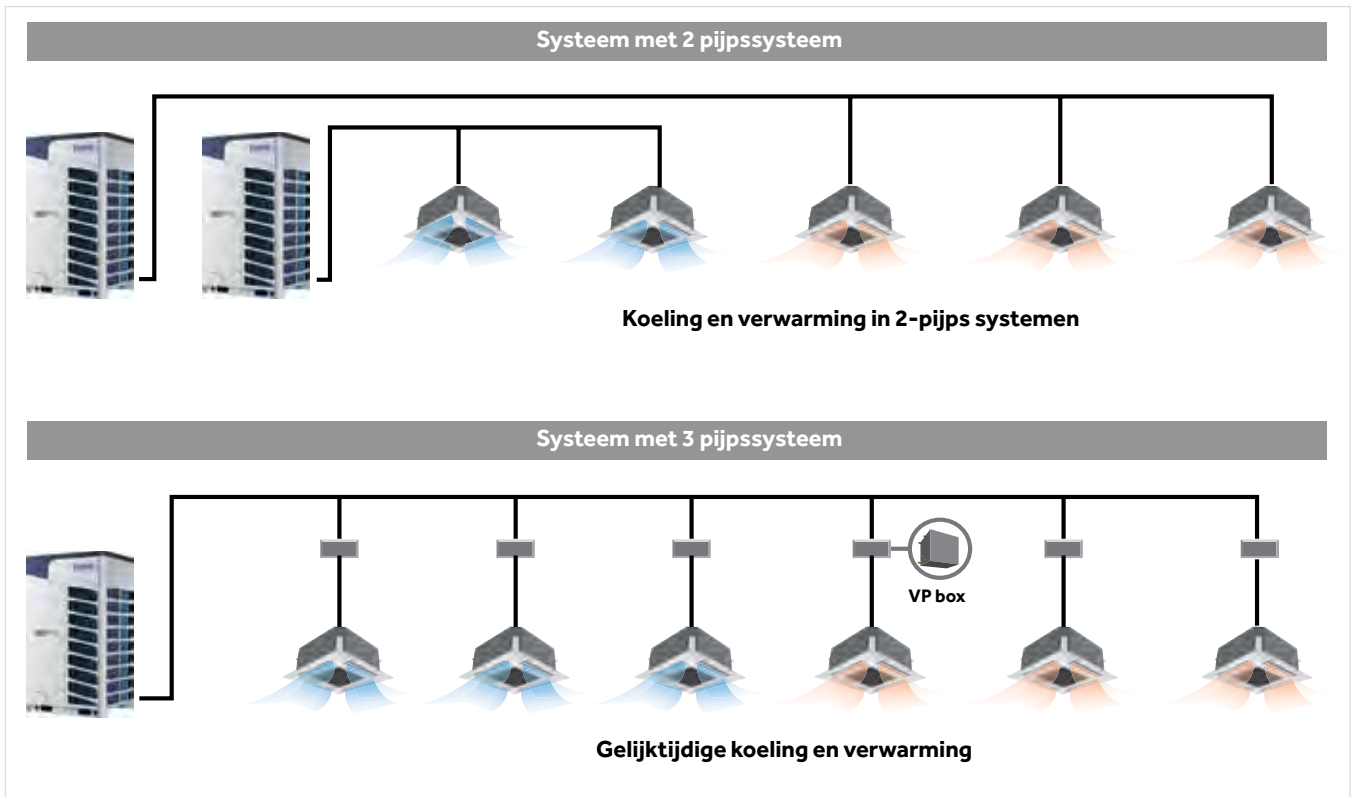 Systeem met 2 pijpssysteem
Koeling en verwarming in 2-pijps systemen
Systeem met 3 pijpssysteem
VP box
Gelijktijdige koeling en verwarming